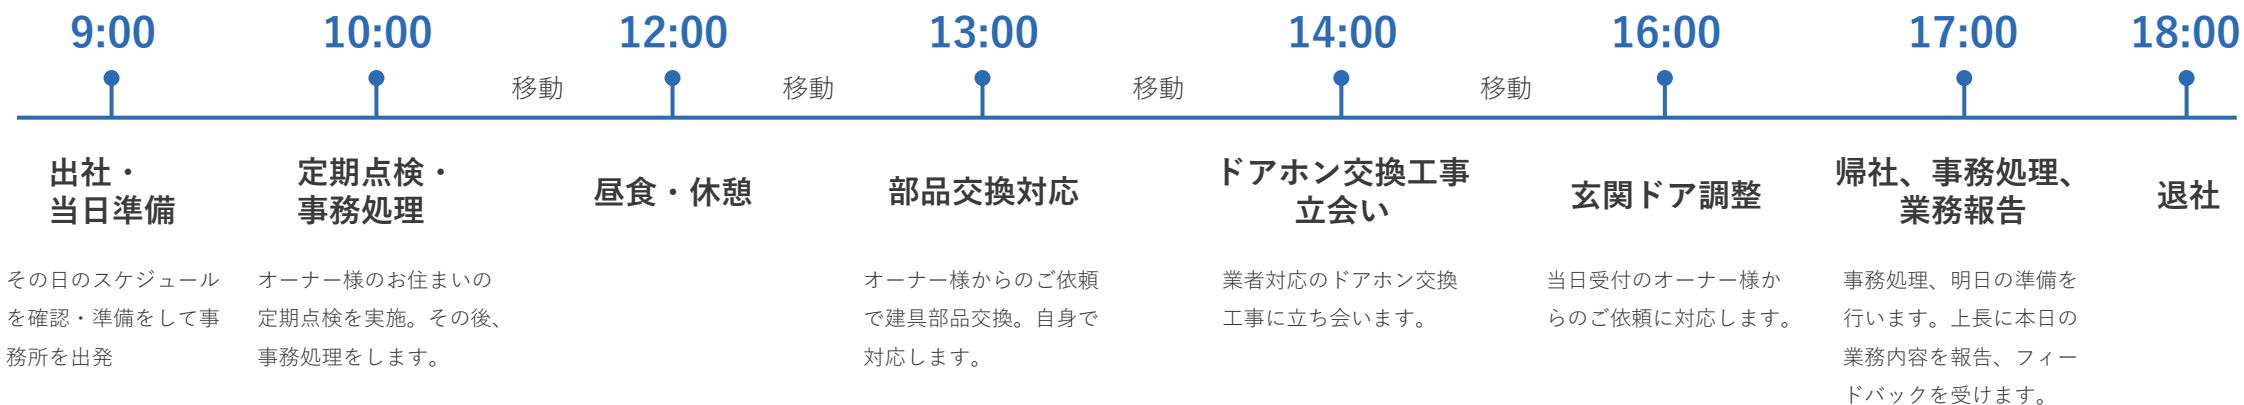 9:00
10:00
12:00
13:00
14:00
16:00
17:00
18:00
移動
移動
移動
移動
出社・
当日準備
その日のスケジュール
を確認・準備をして事
務所を出発
定期点検・
事務処理
オーナー様のお住まいの
定期点検を実施。その後、
事務処理をします。
昼食・休憩
部品交換対応
オーナー様からのご依頼
で建具部品交換。自身で
対応します。
ドアホン交換工事
立会い
業者対応のドアホン交換
工事に立ち会います。
玄関ドア調整
当日受付のオーナー様か
らのご依頼に対応します。
帰社、事務処理、
業務報告
事務処理、明日の準備を
行います。上長に本日の
業務内容を報告、フィー
ドバックを受けます。
退社